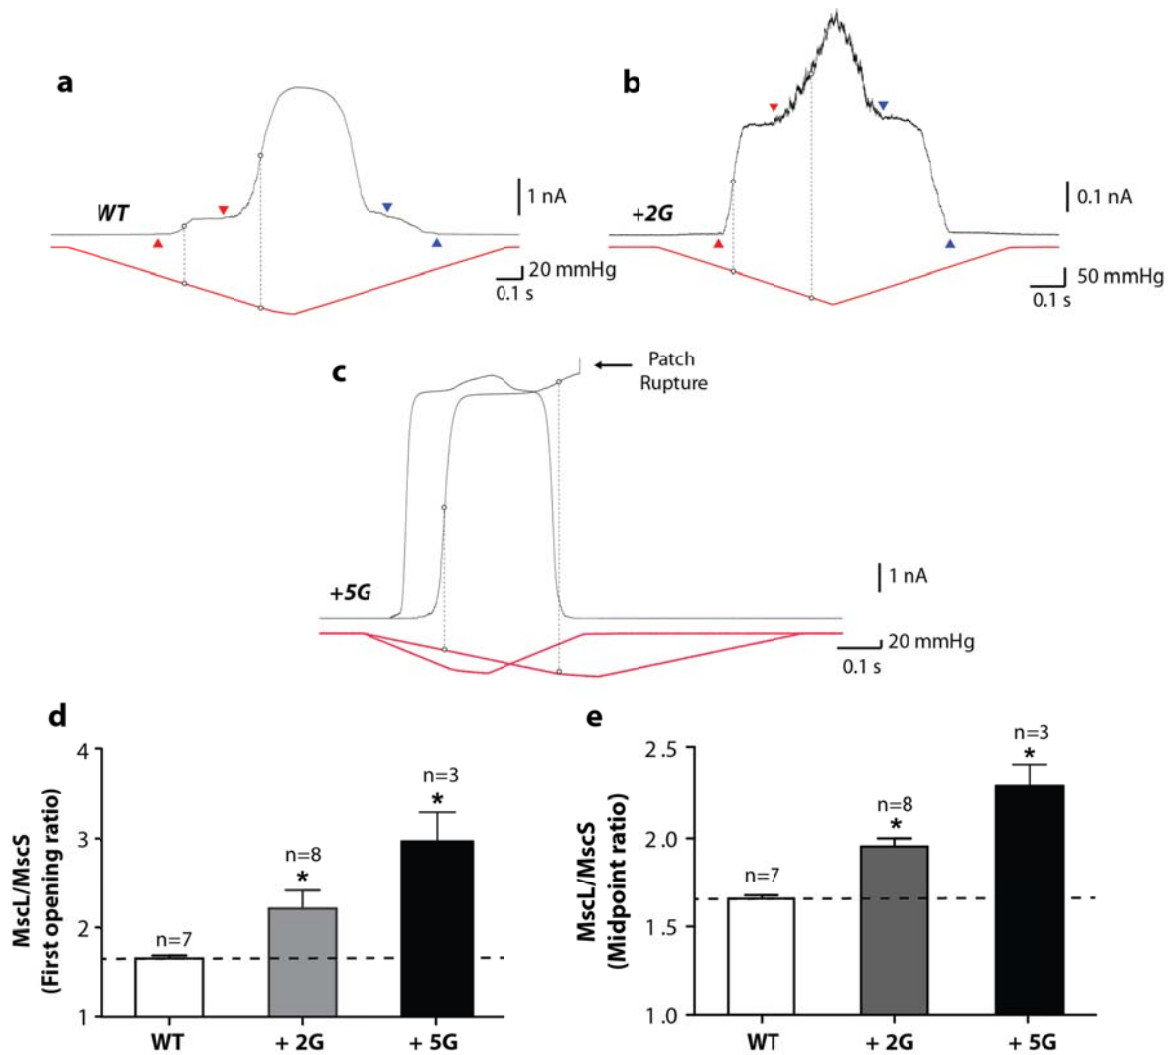 a
WT
1 nA
20 mmHg
0.1 s
b
+2G
0.1 nA
50 mmHg
0.1 s
c
Patch
Rupture
+5G
1 nA
20 mmHg
0.1 s
d
MscL/MscS
(First opening ratio)
4
3
2
1
n=7
n=8
*
n=3
*
WT
+ 2G
+ 5G
e
MscL/MscS
(Midpoint ratio)
2.5
2.0
1.5
1.0
n=7
n=8
*
n=3
*
WT
+ 2G
+ 5G